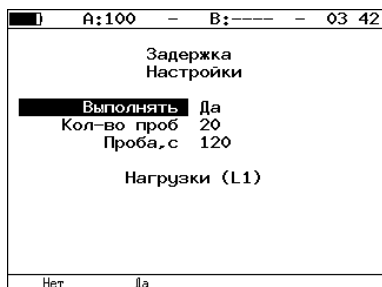 A:100 – B:---- – 03 42
Задержка
Настройки
Выполнять Да
Кол-во проб 20
Проба,с 120
Нагрузки (L1)
Нет Да